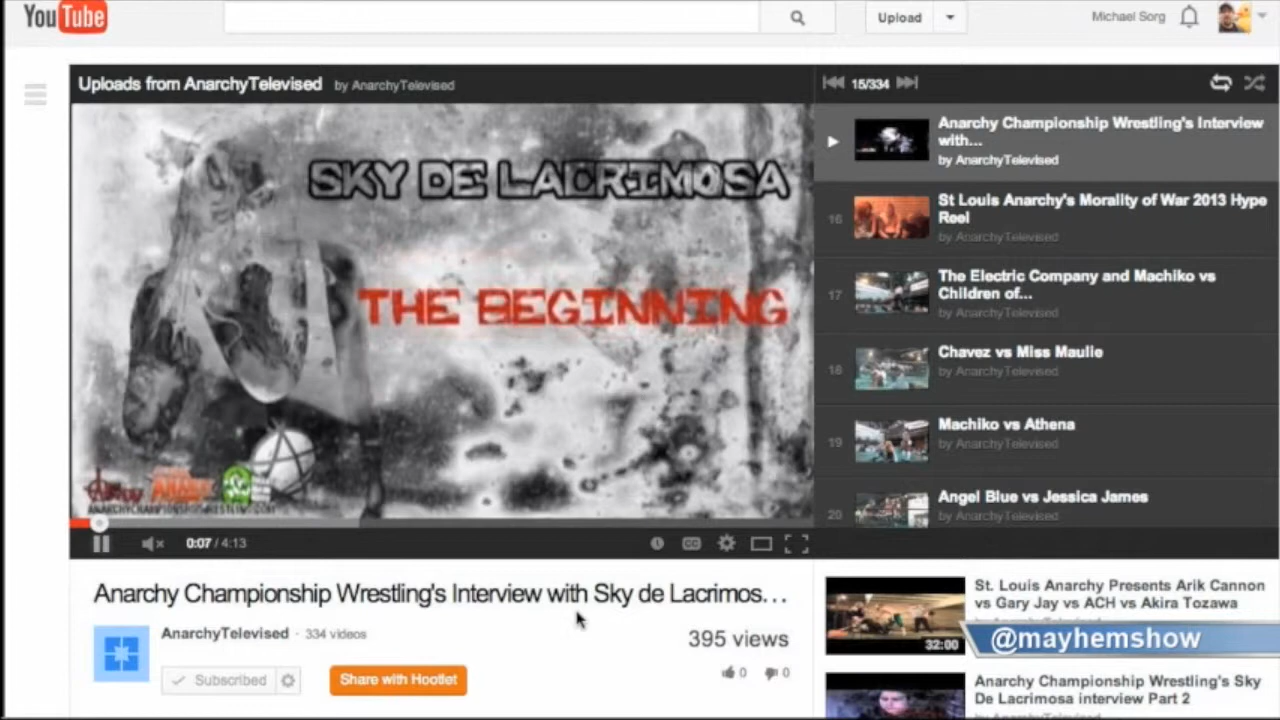 YouTube
Upload
Michael Sorg
Uploads from AnarchyTelevised by AnarchyTelevised
SKY DE LACRIMOSA
THE BEGINNING
0:07 / 4:13
CC
15/334
Anarchy Championship Wrestling's Interview
with...
by AnarchyTelevised
16
St Louis Anarchy's Morality of War 2013 Hype
Reel
by AnarchyTelevised
17
The Electric Company and Machiko vs
Children of...
by AnarchyTelevised
18
Chavez vs Miss Maulie
by AnarchyTelevised
19
Machiko vs Athena
by AnarchyTelevised
20
Angel Blue vs Jessica James
by AnarchyTelevised
Anarchy Championship Wrestling's Interview with Sky de Lacrimos...
AnarchyTelevised · 334 videos
Subscribed
Share with Hootlet
395 views
0 0
St. Louis Anarchy Presents Arik Cannon
vs Gary Jay vs ACH vs Akira Tozawa
32:00
@mayhemshow
Anarchy Championship Wrestling's Sky
De Lacrimosa interview Part 2
by AnarchyTelevised